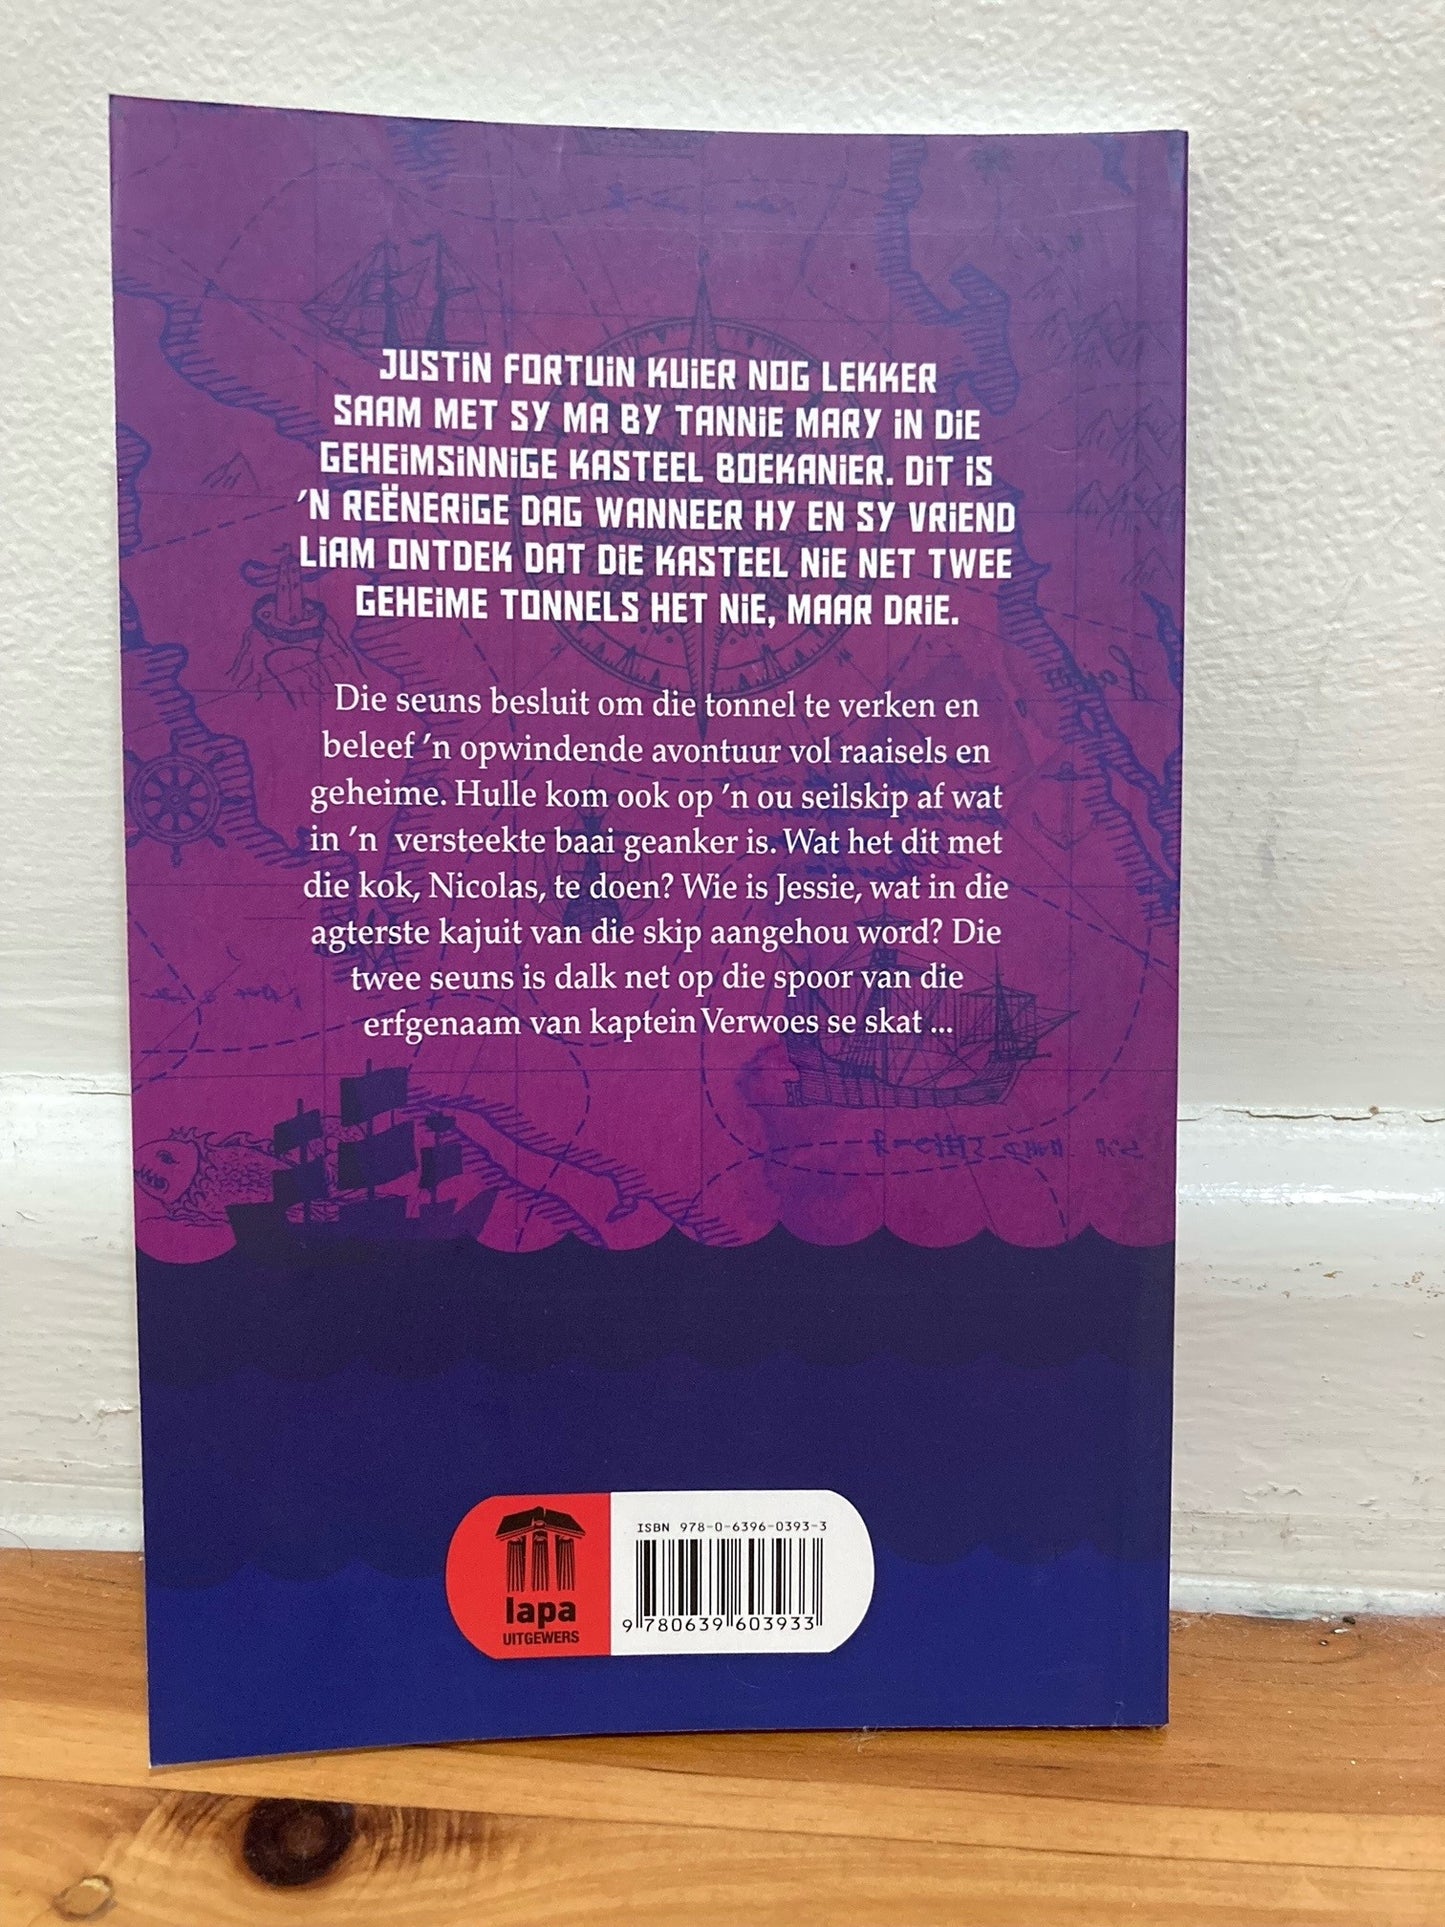 JUSTIN FORTUIN KUIER NOG LEKKER
SAAM MET SY MA BY TANNIE MARY IN DIE
GEHEIMSINNIGE KASTEEL BOEKANIER. DIT IS
'N REËNERIGE DAG WANNEER HY EN SY VRIEND
LIAM ONTDEK DAT DIE KASTEEL NIE NET TWEE
GEHEIME TONNELS HET NIE, MAAR DRIE.
Die seuns besluit om die tonnel te verken en
beleef 'n opwindende avontuur vol raaisels en
geheime. Hulle kom ook op 'n ou seilskip af wat
in 'n versteekte baai geanker is. Wat het dit met
die kok, Nicolas, te doen? Wie is Jessie, wat in die
agterste kajuit van die skip aangehou word? Die
twee seuns is dalk net op die spoor van die
erfgenaam van kaptein Verwoes se skat ...
ISBN 978-0-6396-0393-3
9 780639 603933
lapa
UITGEWERS